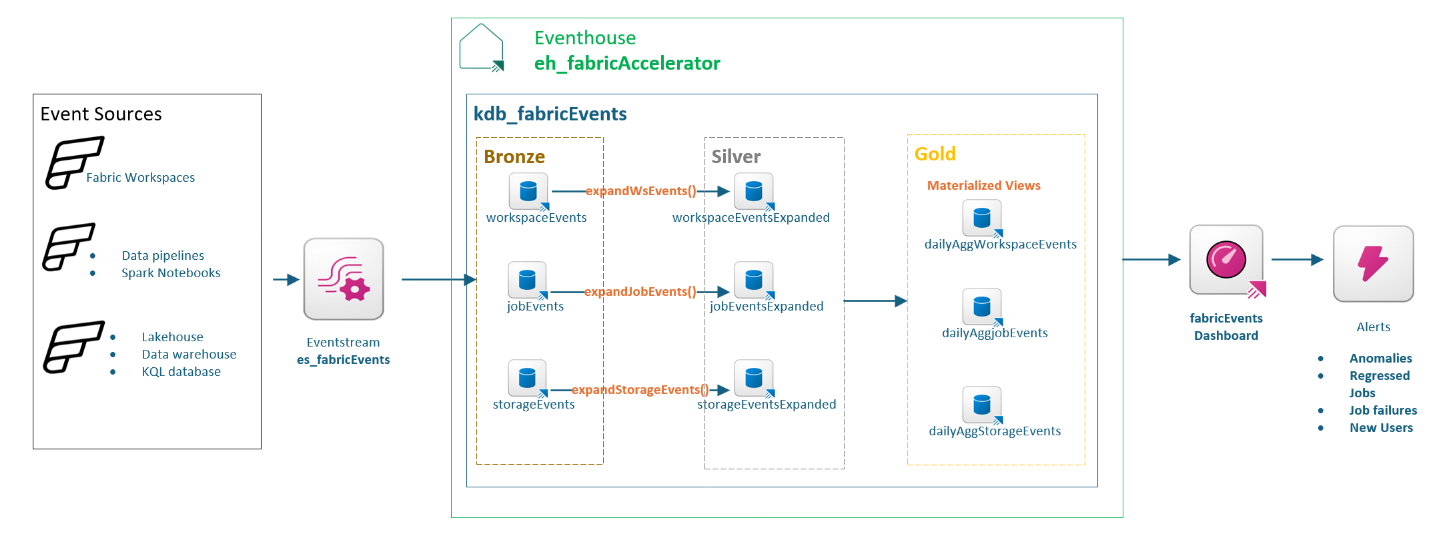 Eventhouse
eh_fabricAccelerator
Event Sources
Fabric Workspaces
Data pipelines
Spark Notebooks
Lakehouse
Data warehouse
KQL database
Eventstream
es_fabricEvents
kdb_fabricEvents
Bronze
workspaceEvents
jobEvents
storageEvents
expandWsEvents()
expandJobEvents()
expandStorageEvents()
Silver
workspaceEventsExpanded
jobEventsExpanded
storageEventsExpanded
Gold
Materialized Views
dailyAggWorkspaceEvents
dailyAggjobEvents
dailyAggStorageEvents
fabricEvents
Dashboard
Alerts
Anomalies
Regressed
Jobs
Job failures
New Users